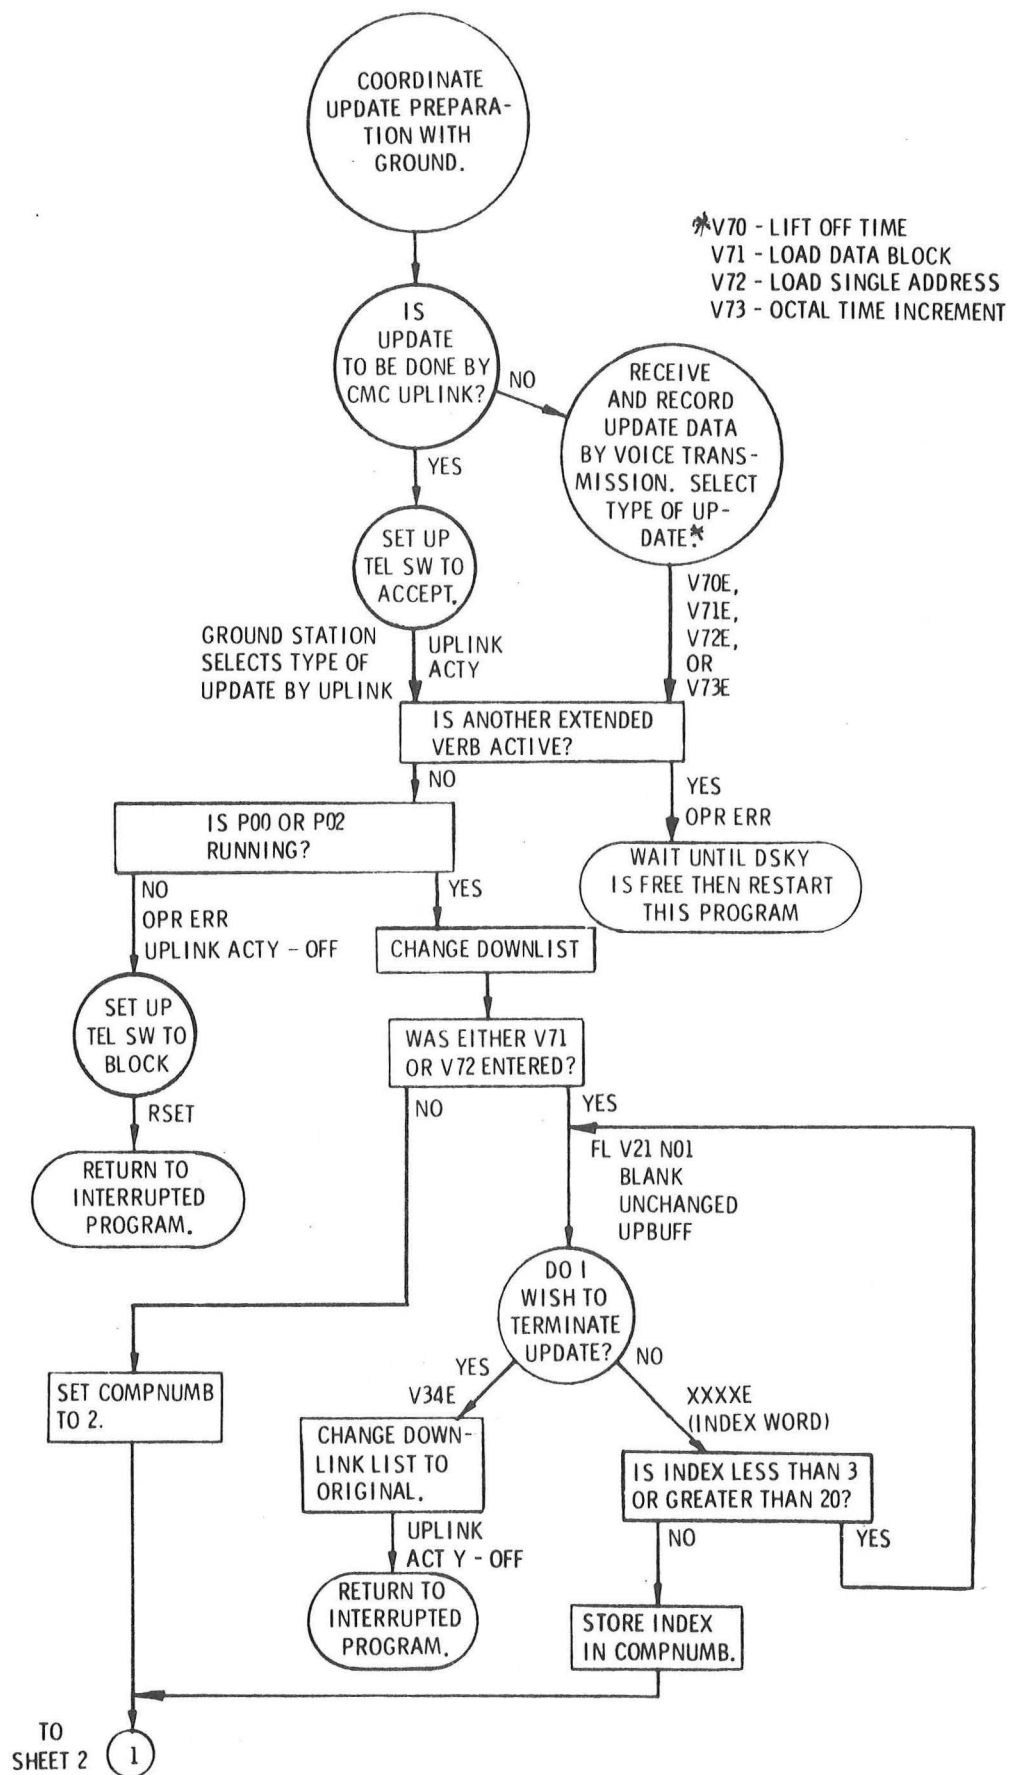 COORDINATE
UPDATE PREPARA-
TION WITH
GROUND.
*V70 - LIFT OFF TIME
V71 - LOAD DATA BLOCK
V72 - LOAD SINGLE ADDRESS
V73 - OCTAL TIME INCREMENT
IS
UPDATE
TO BE DONE BY
CMC UPLINK?
NO
RECEIVE
AND RECORD
UPDATE DATA
BY VOICE TRANS-
MISSION. SELECT
TYPE OF UP-
DATE.*
YES
SET UP
TEL SW TO
ACCEPT.
GROUND STATION
SELECTS TYPE OF
UPDATE BY UPLINK
UPLINK
ACTY
V70E,
V71E,
V72E,
OR
V73E
IS ANOTHER EXTENDED
VERB ACTIVE?
NO
YES
OPR ERR
WAIT UNTIL DSKY
IS FREE THEN RESTART
THIS PROGRAM
IS P00 OR P02
RUNNING?
NO
OPR ERR
UPLINK ACTY - OFF
YES
CHANGE DOWNLIST
SET UP
TEL SW TO
BLOCK
RSET
RETURN TO
INTERRUPTED
PROGRAM.
WAS EITHER V71
OR V72 ENTERED?
NO
YES
FL V21 N01
BLANK
UNCHANGED
UPBUFF
DO I
WISH TO
TERMINATE
UPDATE?
YES
V34E
NO
XXXXE
(INDEX WORD)
SET COMPNUMB
TO 2.
CHANGE DOWN-
LINK LIST TO
ORIGINAL.
UPLINK
ACT Y - OFF
RETURN TO
INTERRUPTED
PROGRAM.
IS INDEX LESS THAN 3
OR GREATER THAN 20?
NO
YES
STORE INDEX
IN COMPNUMB.
TO
SHEET 2
1